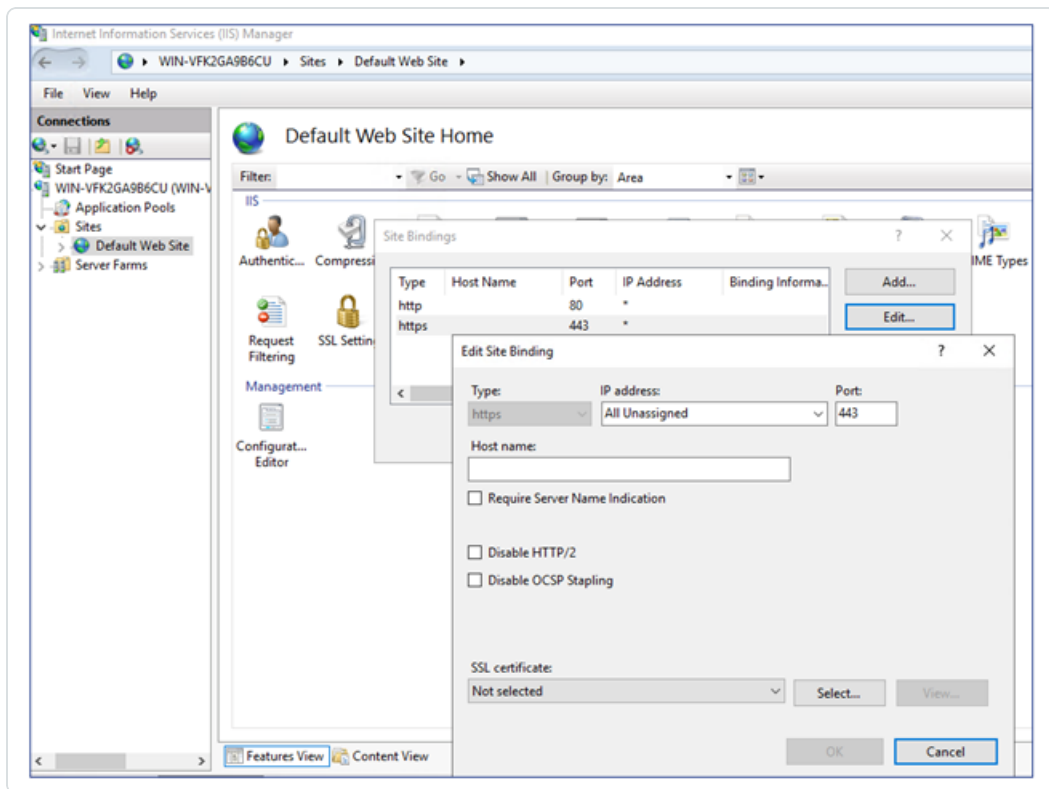 Internet Information Services (IIS) Manager
WIN-VFK2GA9B6CU Sites Default Web Site
File View Help
Connections
Start Page
WIN-VFK2GA9B6CU (WIN-V
Application Pools
Sites
Default Web Site
Server Farms
Default Web Site Home
Filter: Go Show All Group by: Area
IIS
Authentic... Compressi
IME Types
Request
Filtering
SSL Settin
Management
Configurat...
Editor
Site Bindings ?
Type Host Name Port IP Address Binding Informa...
http 80 *
https 443 *
Add...
Edit...
Edit Site Binding ?
Type: IP address: Port:
https All Unassigned 443
Host name:
Require Server Name Indication
Disable HTTP/2
Disable OCSP Stapling
SSL certificate:
Not selected Select... View...
OK Cancel
Features View Content View